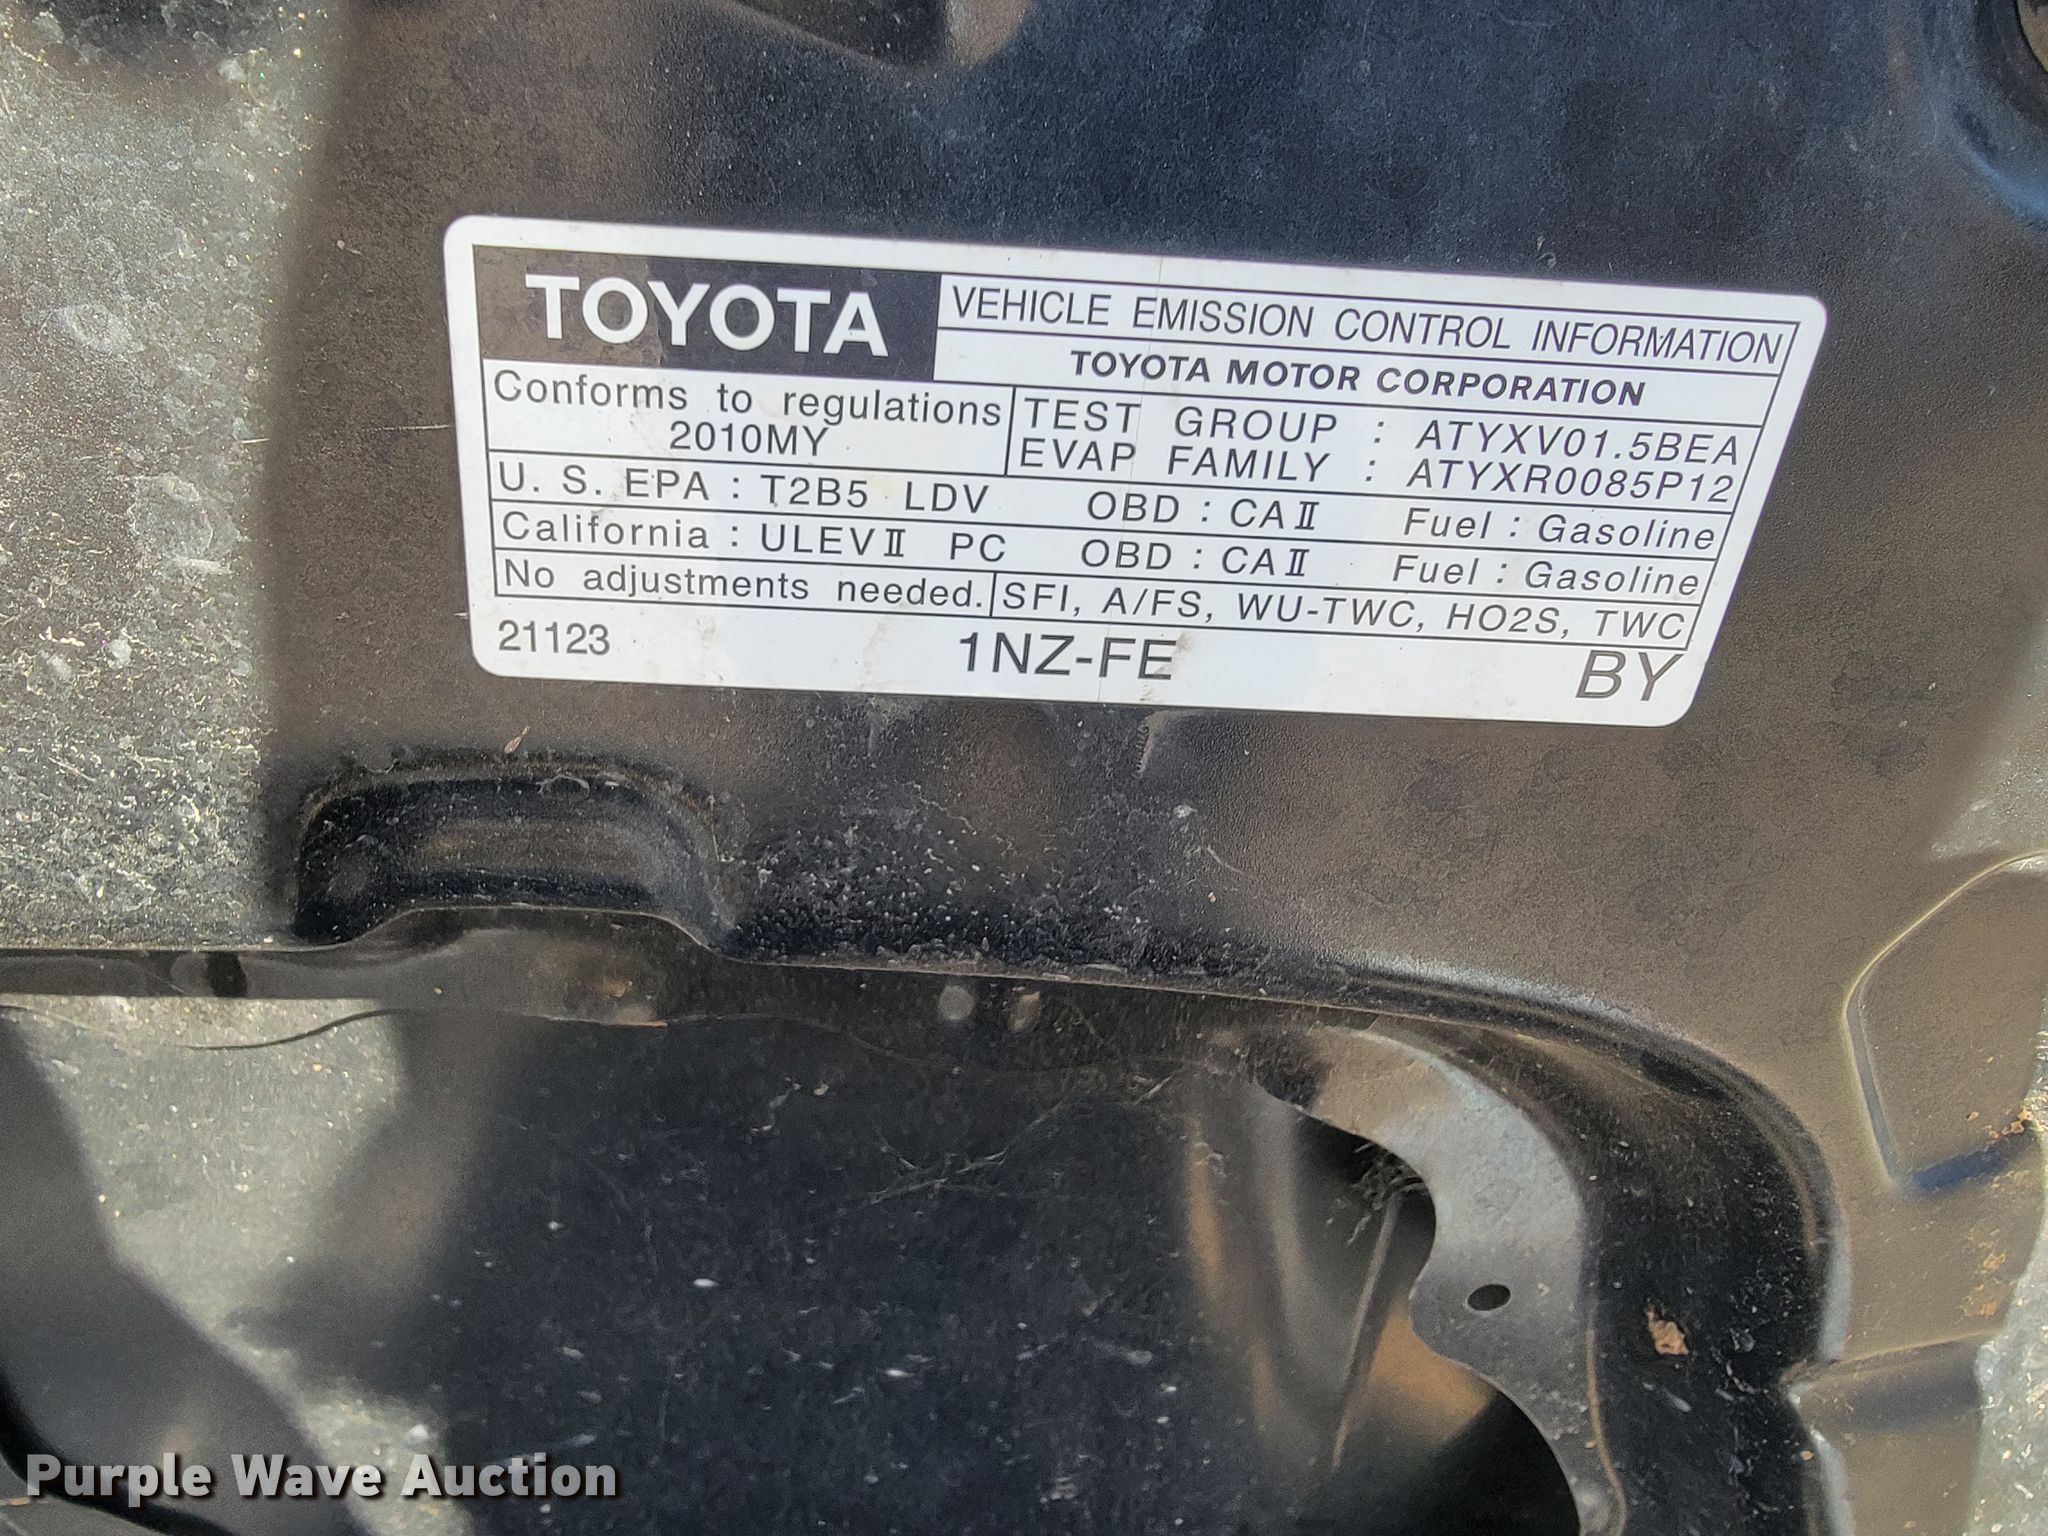 TOYOTA
VEHICLE EMISSION CONTROL INFORMATION
TOYOTA MOTOR CORPORATION
Conforms to regulations
2010MY
TEST GROUP : ATYXV01.5BEA
EVAP FAMILY : ATYXR0085P12
U. S. EPA : T2B5 LDV OBD : CAⅡ Fuel : Gasoline
California : ULEVⅡ PC OBD : CAⅡ Fuel : Gasoline
No adjustments needed. SFI, A/FS, WU-TWC, HO2S, TWC
21123 1NZ-FE BY
Purple Wave Auction